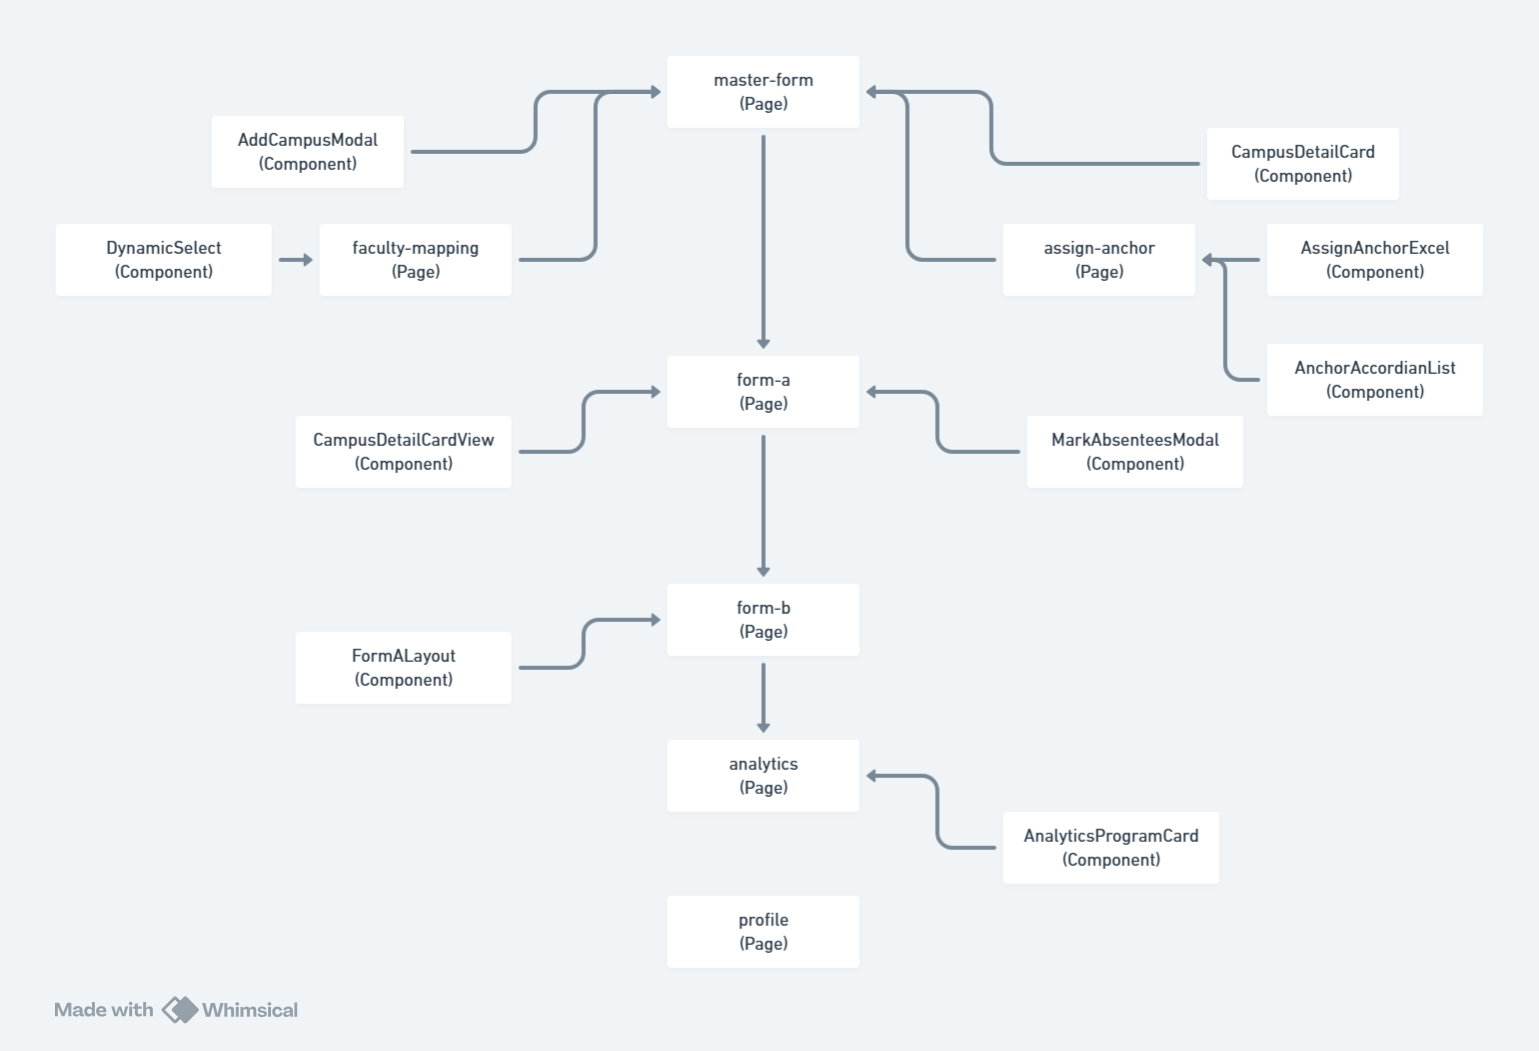 master-form
(Page)
AddCampusModal
(Component)
CampusDetailCard
(Component)
DynamicSelect
(Component)
faculty-mapping
(Page)
assign-anchor
(Page)
AssignAnchorExcel
(Component)
AnchorAccordianList
(Component)
form-a
(Page)
CampusDetailCardView
(Component)
MarkAbsenteesModal
(Component)
form-b
(Page)
FormALayout
(Component)
analytics
(Page)
AnalyticsProgramCard
(Component)
profile
(Page)
Made with Whimsical